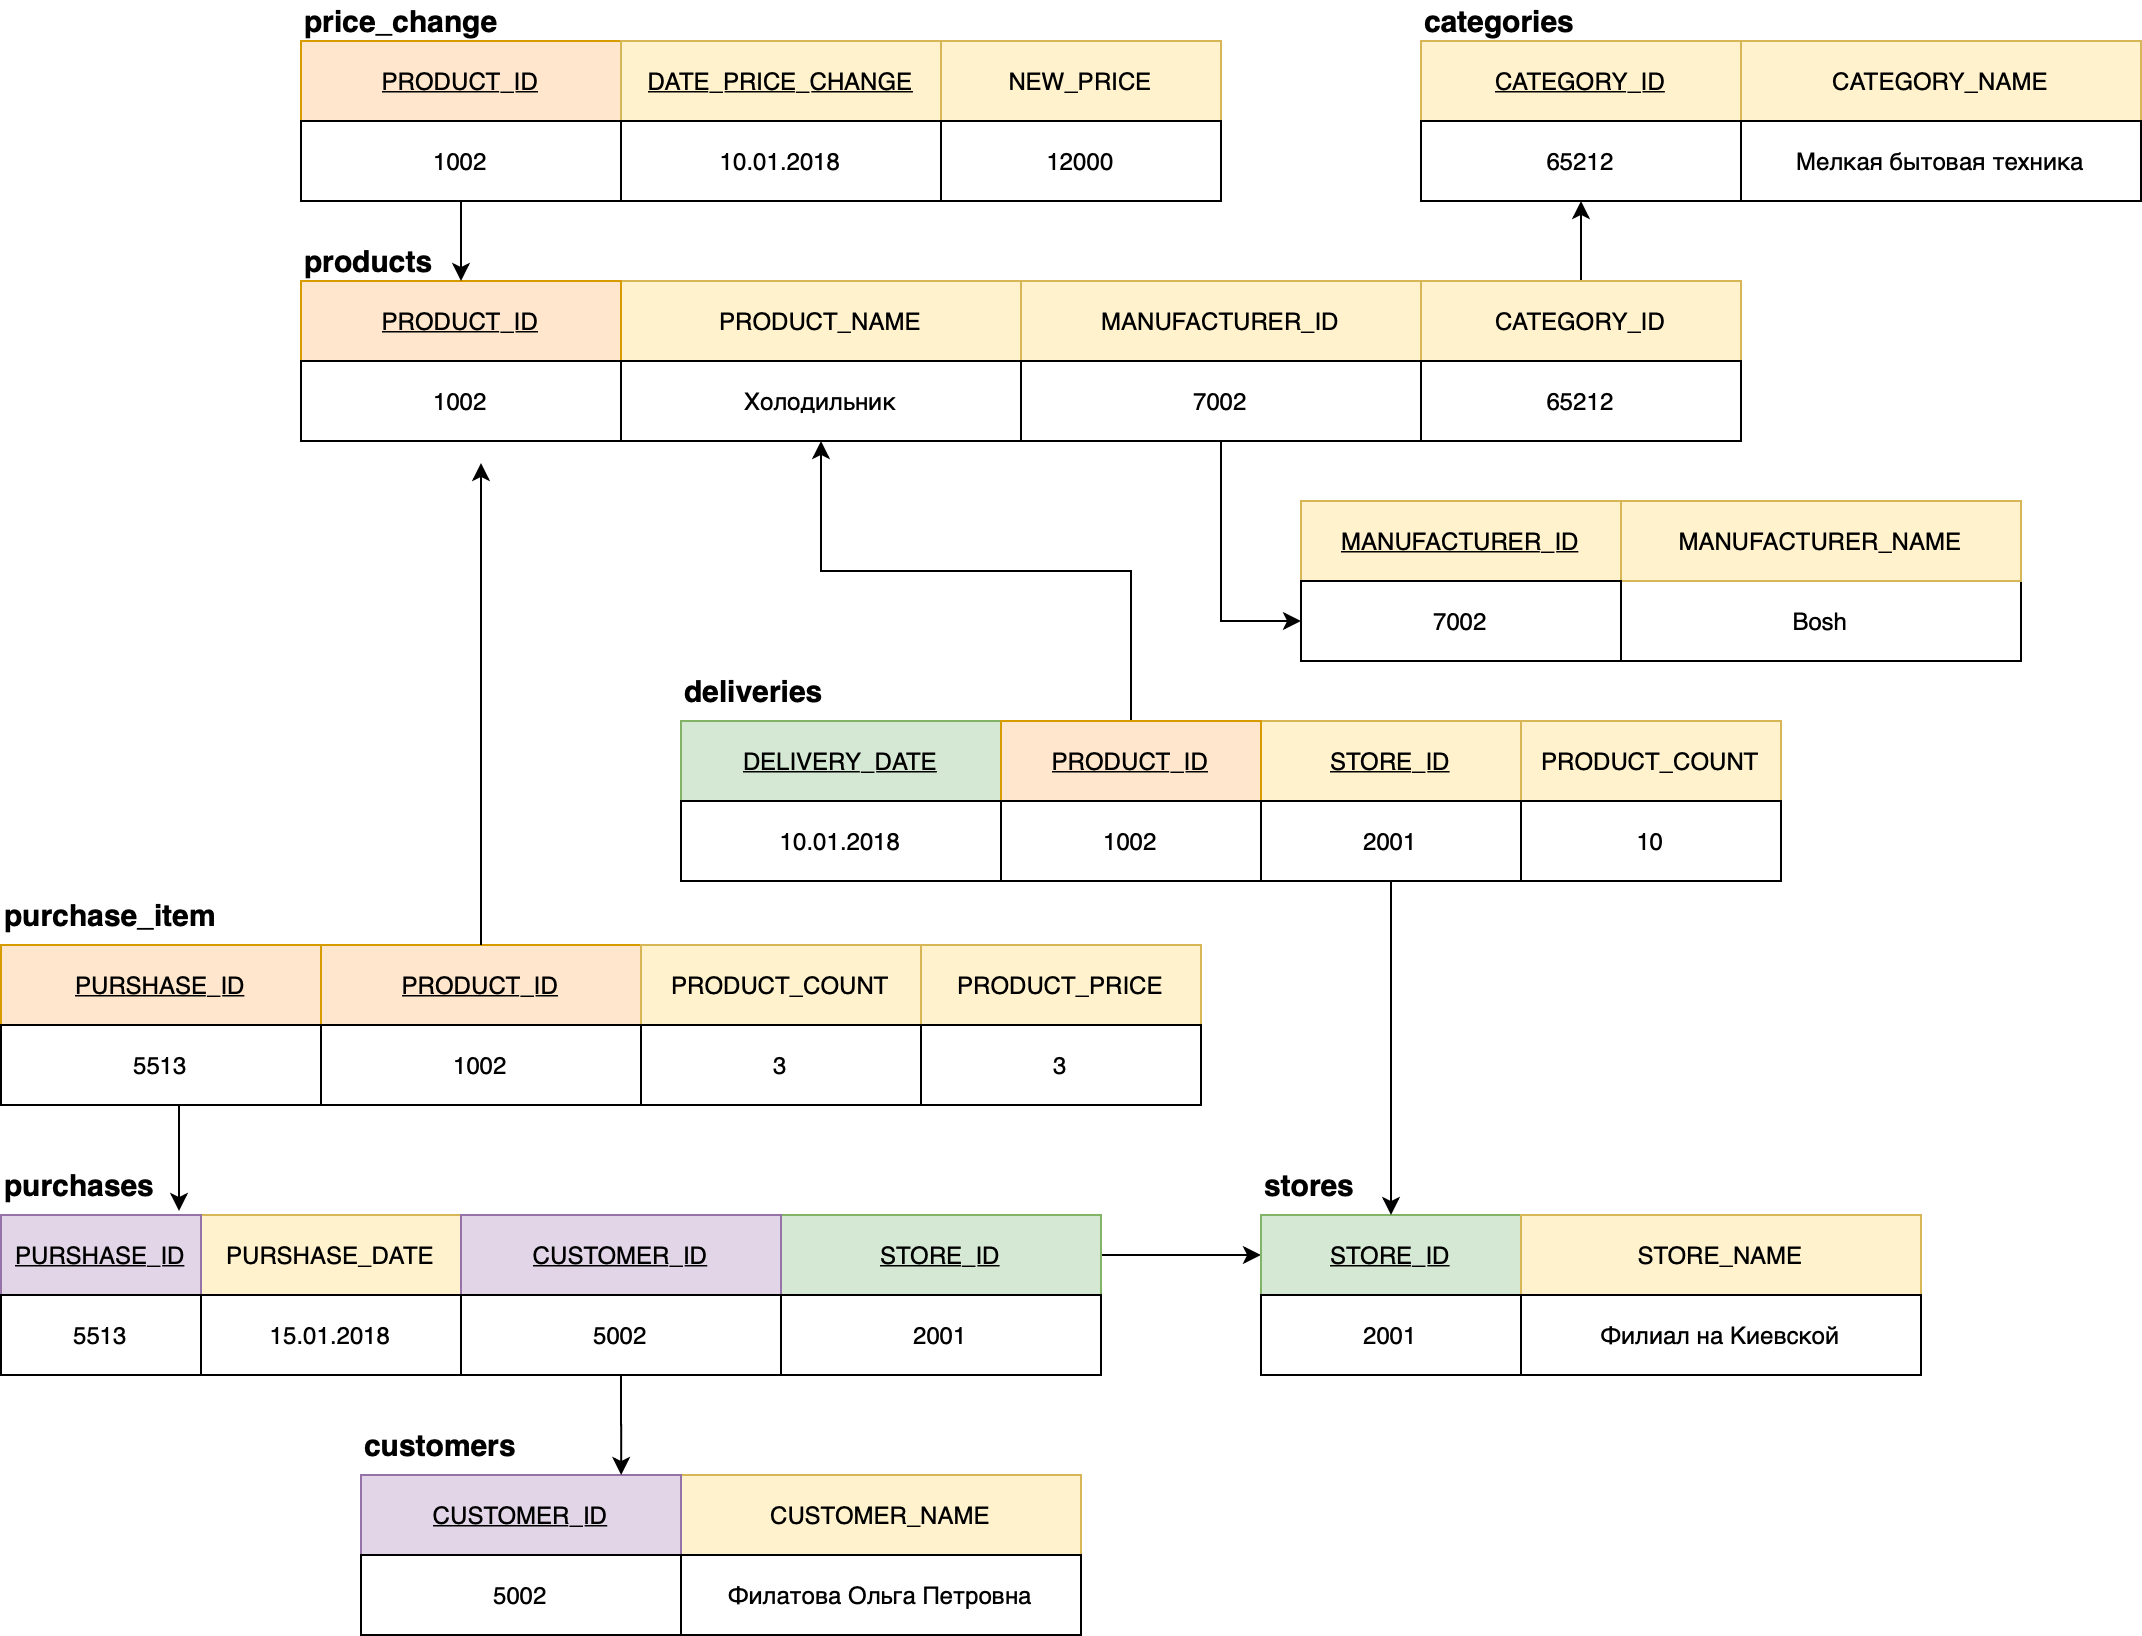 price_change
PRODUCT_ID DATE_PRICE_CHANGE NEW_PRICE
1002 10.01.2018 12000
categories
CATEGORY_ID CATEGORY_NAME
65212 Мелкая бытовая техника
products
PRODUCT_ID PRODUCT_NAME MANUFACTURER_ID CATEGORY_ID
1002 Холодильник 7002 65212
MANUFACTURER_ID MANUFACTURER_NAME
7002 Bosh
deliveries
DELIVERY_DATE PRODUCT_ID STORE_ID PRODUCT_COUNT
10.01.2018 1002 2001 10
purchase_item
PURSHASE_ID PRODUCT_ID PRODUCT_COUNT PRODUCT_PRICE
5513 1002 3 3
purchases
PURSHASE_ID PURSHASE_DATE CUSTOMER_ID STORE_ID
5513 15.01.2018 5002 2001
stores
STORE_ID STORE_NAME
2001 Филиал на Киевской
customers
CUSTOMER_ID CUSTOMER_NAME
5002 Филатова Ольга Петровна